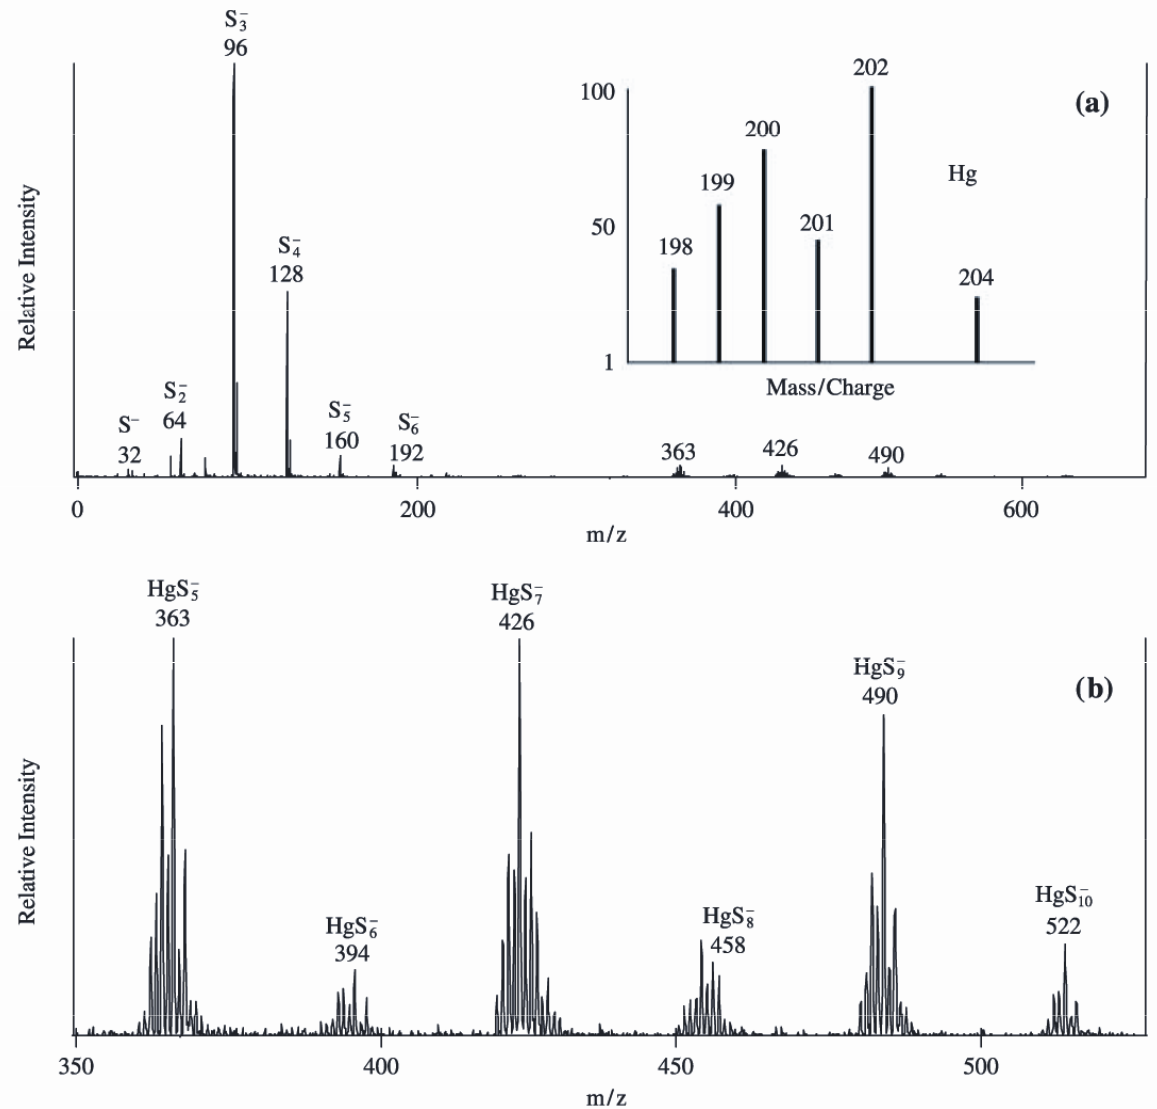 S₃⁻
96
(a)
Relative Intensity
S⁻
32
S₂⁻
64
S₄⁻
128
S₅⁻
160
S₆⁻
192
363
426
490
100
50
1
198
199
200
201
202
204
Hg
Mass/Charge
0 200 400 600
m/z
(b)
Relative Intensity
HgS₅⁻
363
HgS₆⁻
394
HgS₇⁻
426
HgS₈⁻
458
HgS₉⁻
490
HgS₁₀⁻
522
350 400 450 500
m/z